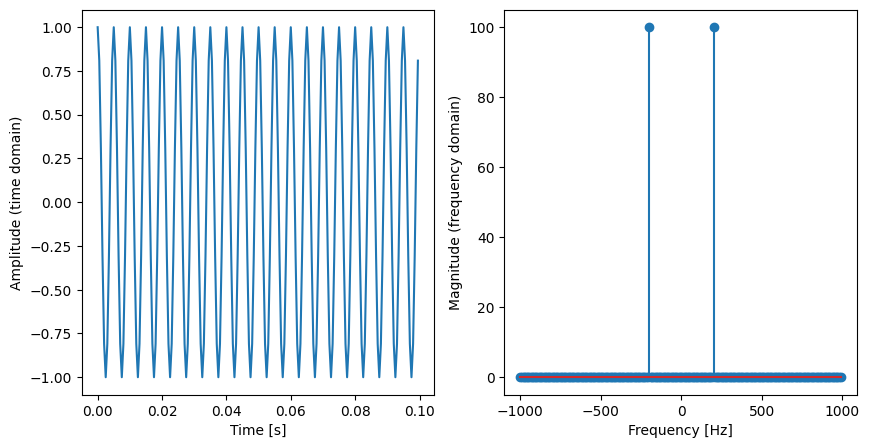 1.00
0.75
0.50
0.25
0.00
−0.25
−0.50
−0.75
−1.00
Amplitude (time domain)
0.00 0.02 0.04 0.06 0.08 0.10
Time [s]
100
80
60
40
20
0
Magnitude (frequency domain)
−1000 −500 0 500 1000
Frequency [Hz]